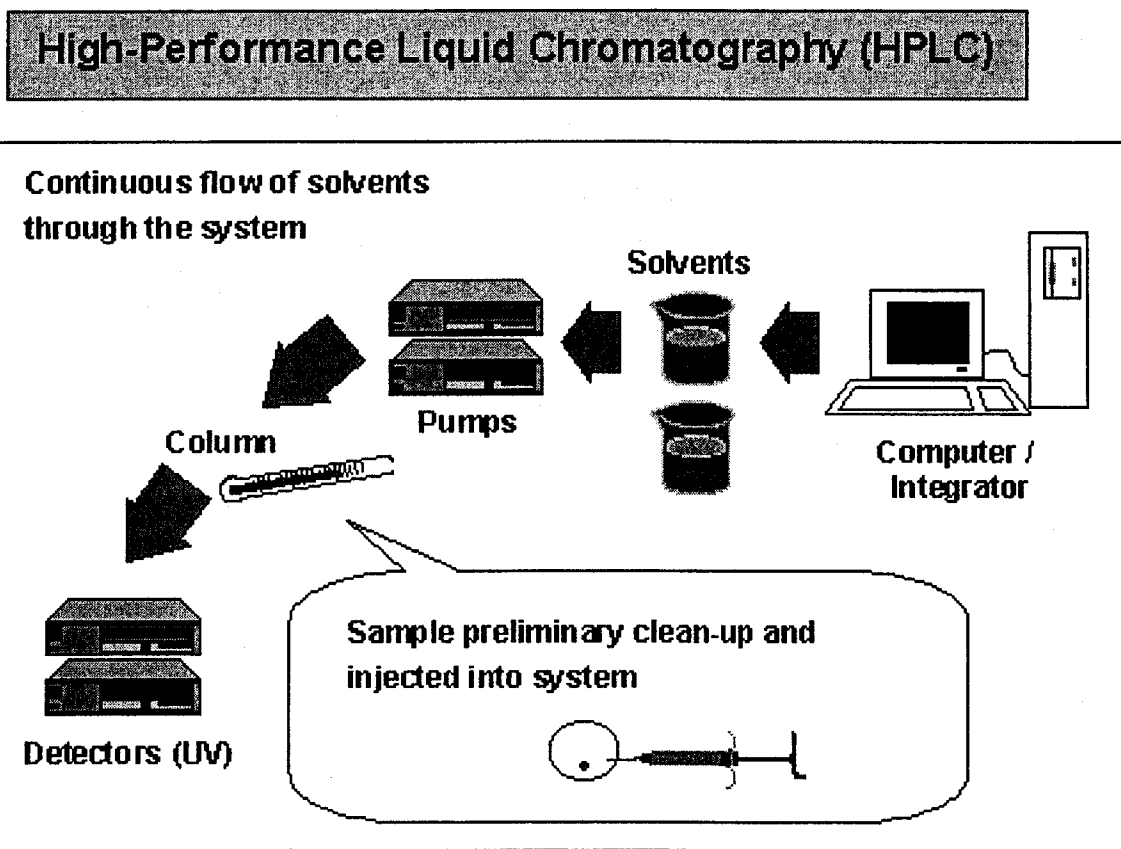 High-Performance Liquid Chromatography (HPLC)
Continuous flow of solvents
through the system
Solvents
Pumps
Column
Computer /
Integrator
Sample preliminary clean-up and
injected into system
Detectors (UV)